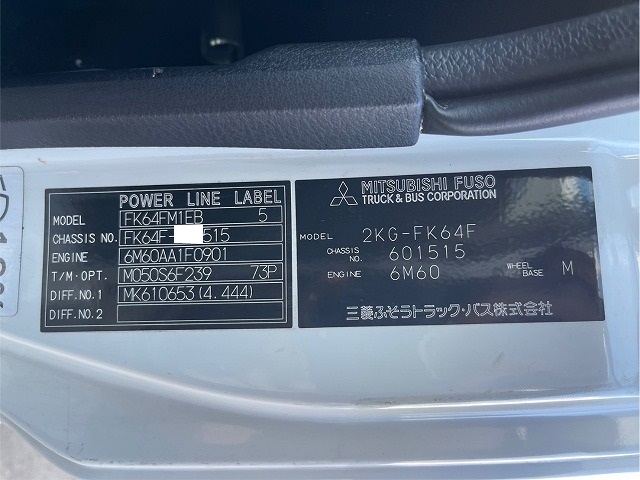 POWER LINE LABEL
MODEL FK64FM1EB 5
CHASSIS NO. FK64F- 515
ENGINE 6M60AA1F0901
T/M·OPT. M050S6F239 73P
DIFF.NO.1 MK610653(4.444)
DIFF.NO.2
MITSUBISHI FUSO
TRUCK & BUS CORPORATION
MODEL 2KG-FK64F
CHASSIS NO. 601515
ENGINE 6M60 WHEEL BASE M
三菱ふそうトラック・バス株式会社